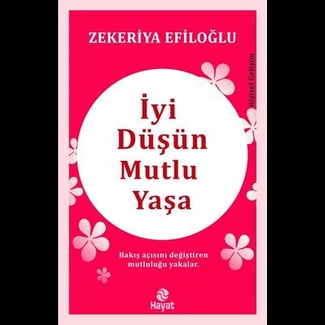 ZEKERİYA EFİLOĞLU
Kişisel Gelişim
İyi
Düşün
Mutlu
Yaşa
Bakış açısını değiştiren
mutluluğu yakalar.
Hayat